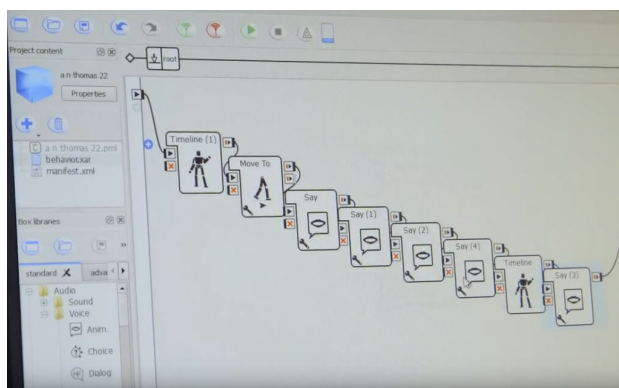 root
Project content
a n thomas 22
Properties
a n thomas 22.pml
behavior.xar
manifest.xml
Box libraries
standard
adva
Audio
Sound
Voice
Anim...
Choice
Dialog
Timeline (1)
Move To
Say
Say (1)
Say (2)
Say (4)
Timeline
Say (3)